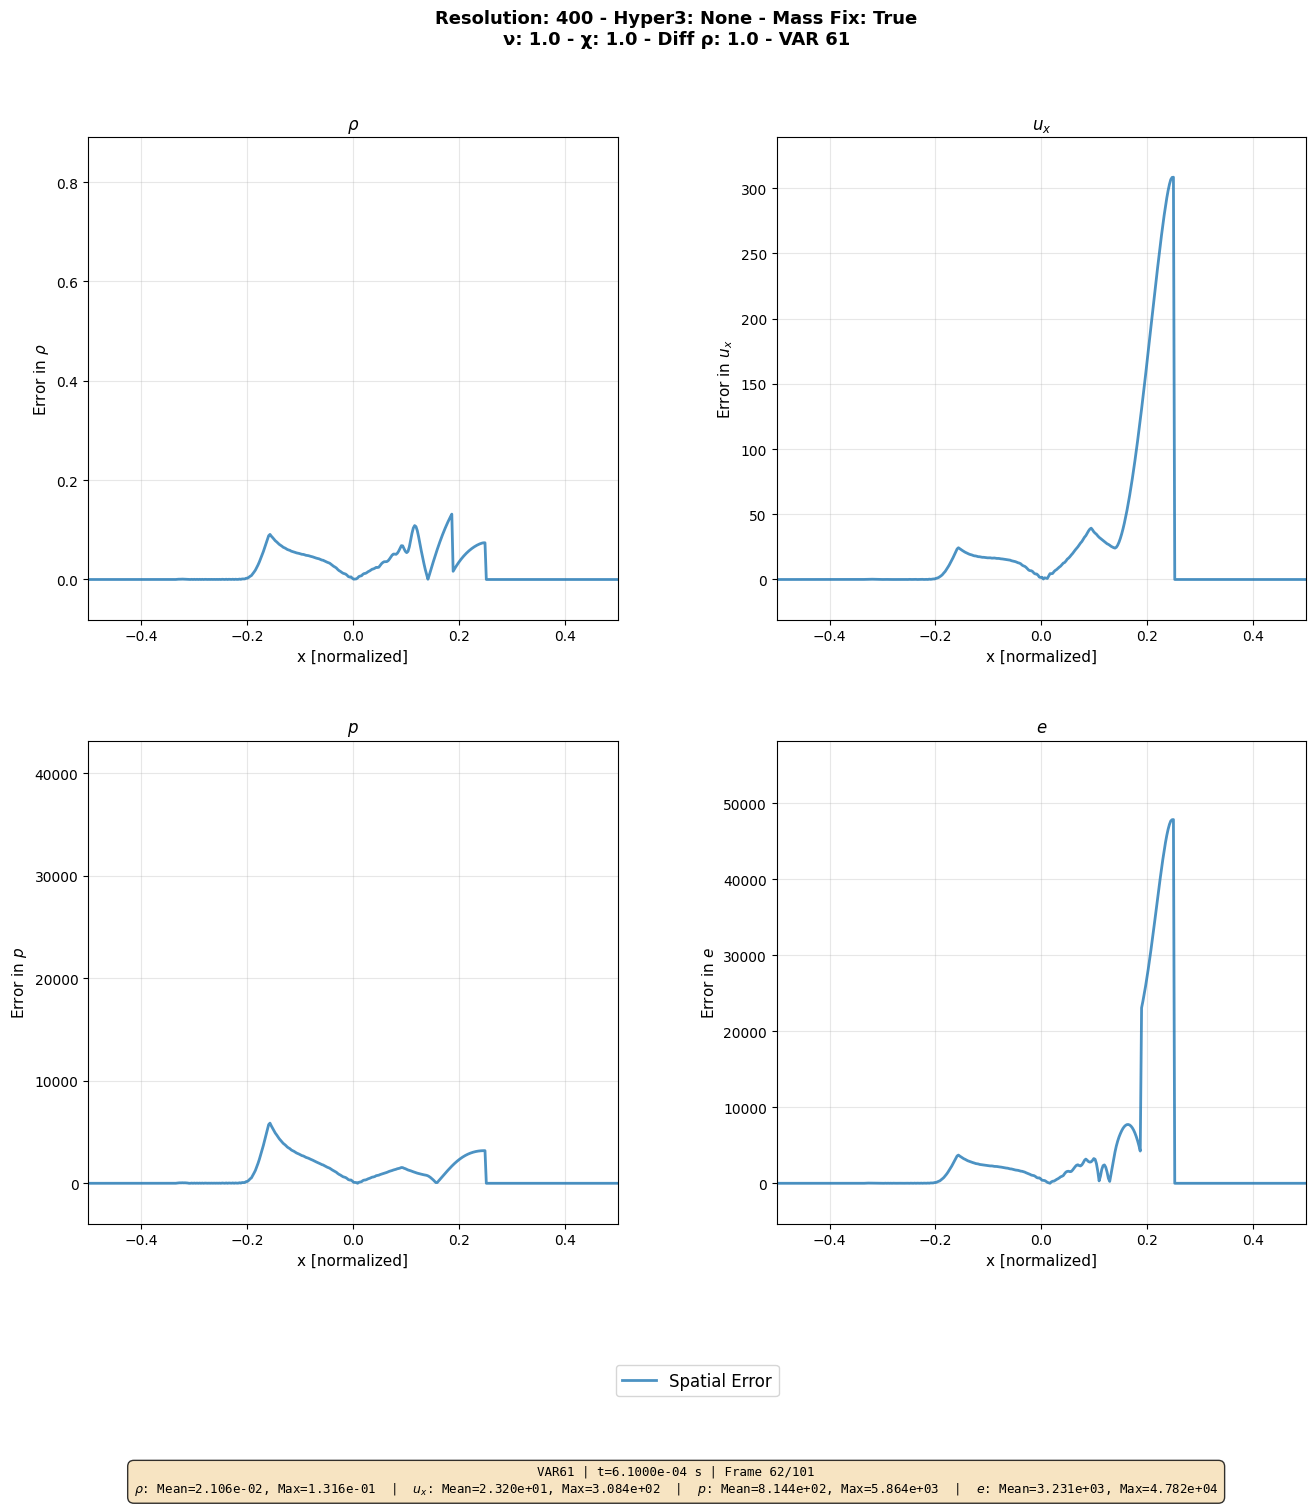 Resolution: 400 - Hyper3: None - Mass Fix: True
ν: 1.0 - χ: 1.0 - Diff ρ: 1.0 - VAR 61
ρ
Error in ρ
0.8
0.6
0.4
0.2
0.0
−0.4 −0.2 0.0 0.2 0.4
x [normalized]
u_x
Error in u_x
300
250
200
150
100
50
0
−0.4 −0.2 0.0 0.2 0.4
x [normalized]
p
Error in p
40000
30000
20000
10000
0
−0.4 −0.2 0.0 0.2 0.4
x [normalized]
e
Error in e
50000
40000
30000
20000
10000
0
−0.4 −0.2 0.0 0.2 0.4
x [normalized]
Spatial Error
VAR61 | t=6.1000e-04 s | Frame 62/101
ρ: Mean=2.106e-02, Max=1.316e-01 | u_x: Mean=2.320e+01, Max=3.084e+02 | p: Mean=8.144e+02, Max=5.864e+03 | e: Mean=3.231e+03, Max=4.782e+04